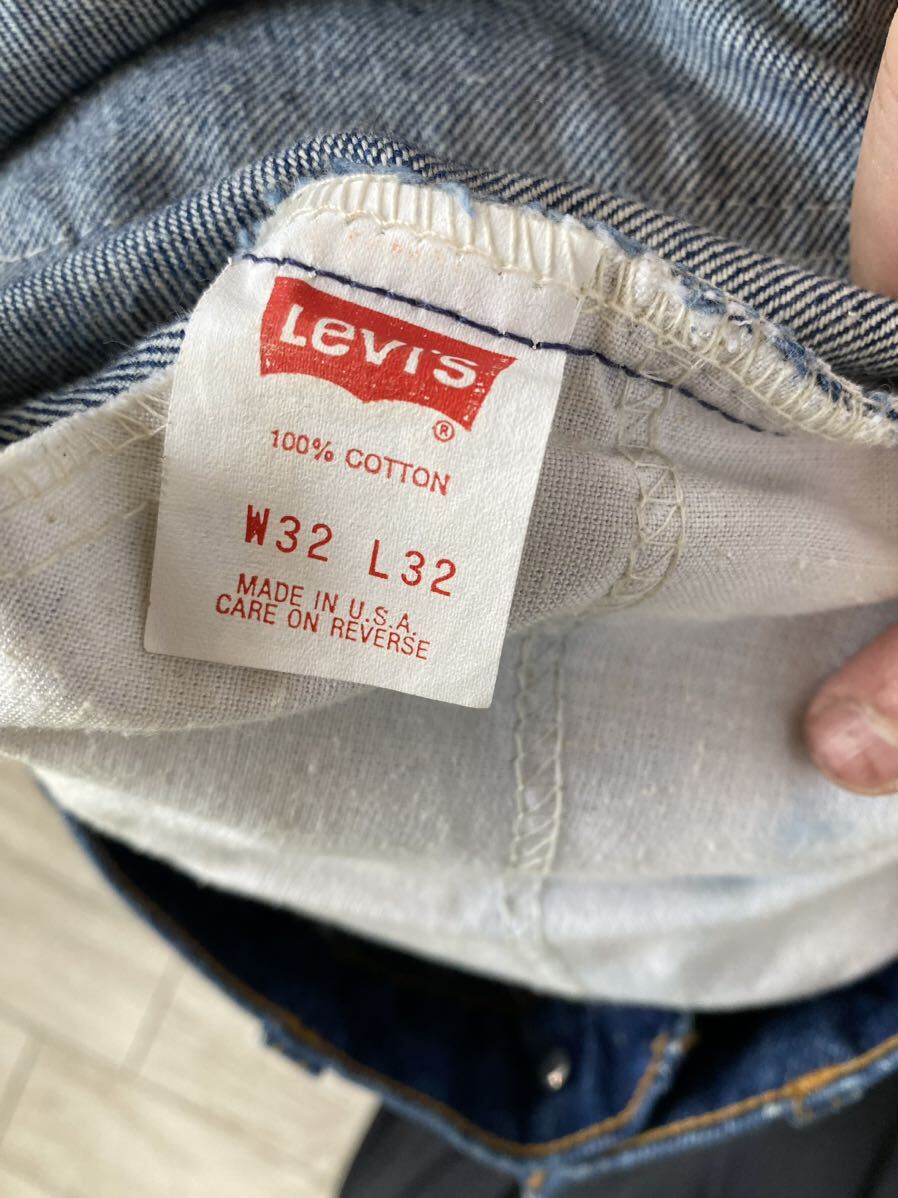 Levi's
®
100% COTTON
W32 L32
MADE IN U.S.A.
CARE ON REVERSE